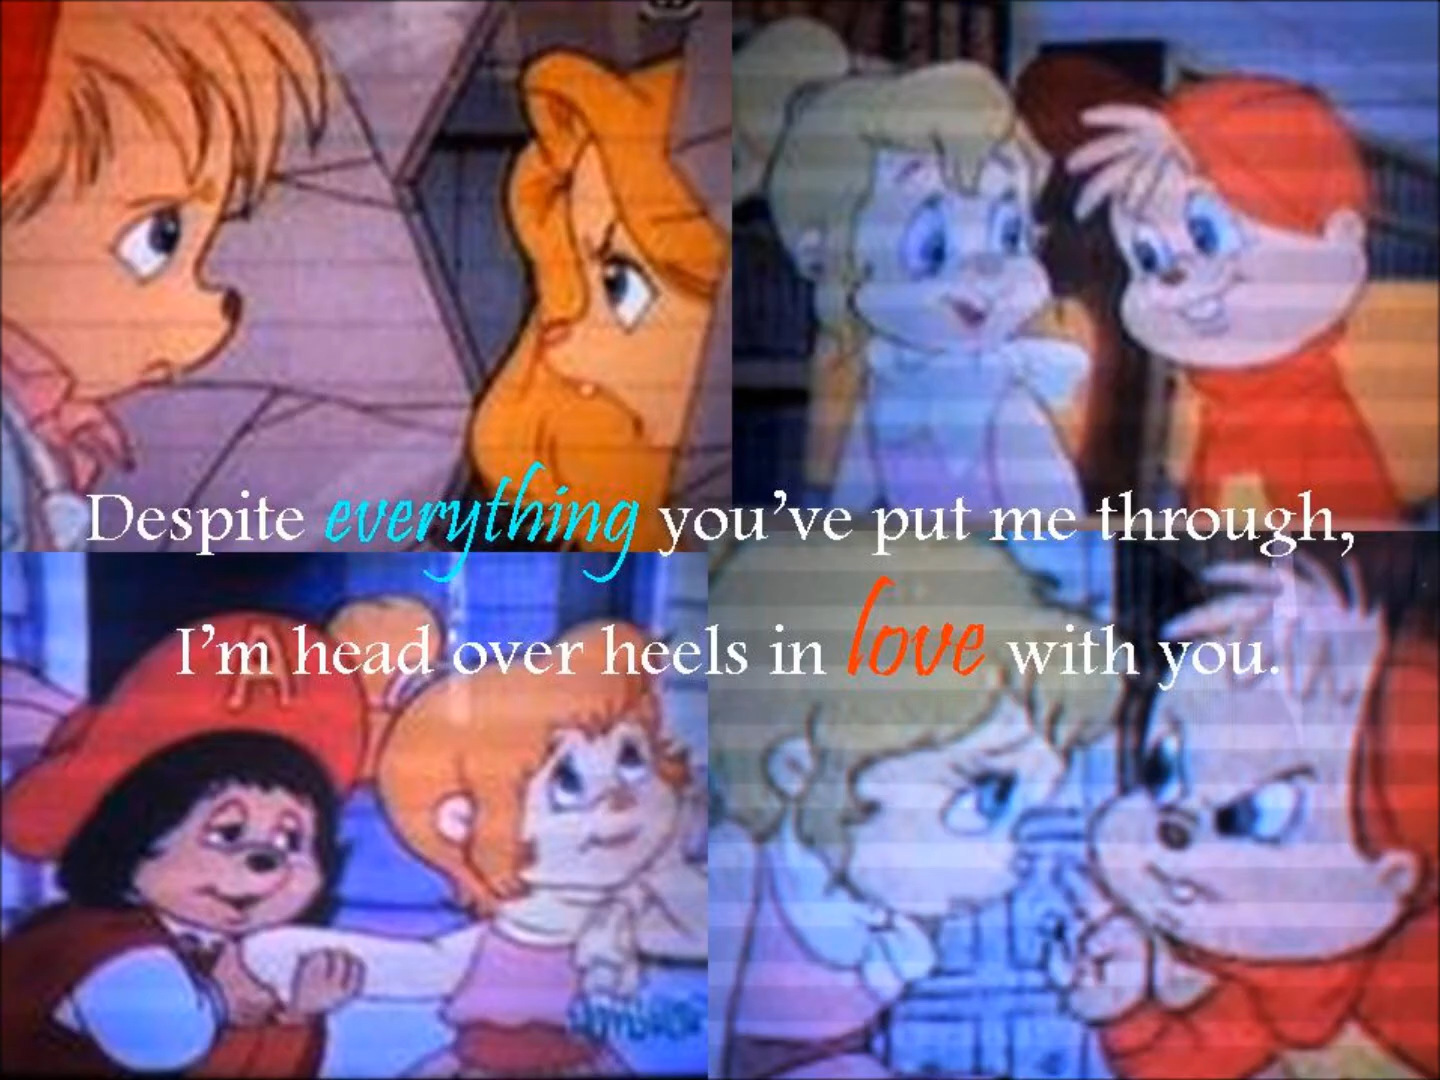 Despite everything you've put me through,
I'm head over heels in love with you.
A